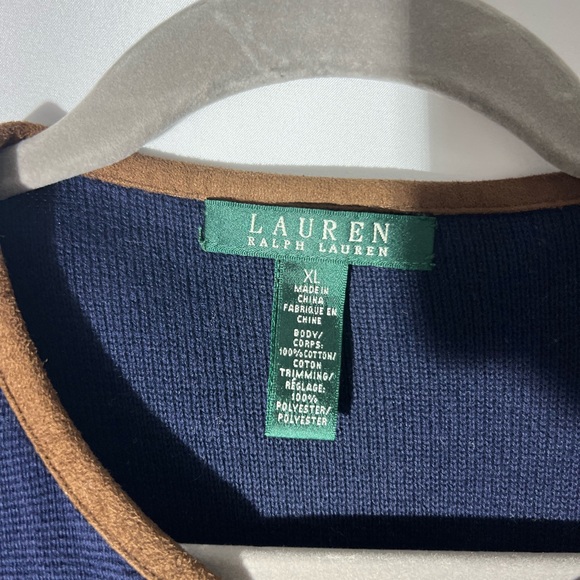 LAUREN
RALPH LAUREN
XL
MADE IN
CHINA
FABRIQUE EN
CHINE
BODY/
CORPS:
100%COTTON/
COTON
TRIMMING/
RÉGLAGE:
100%
POLYESTER/
POLYESTER